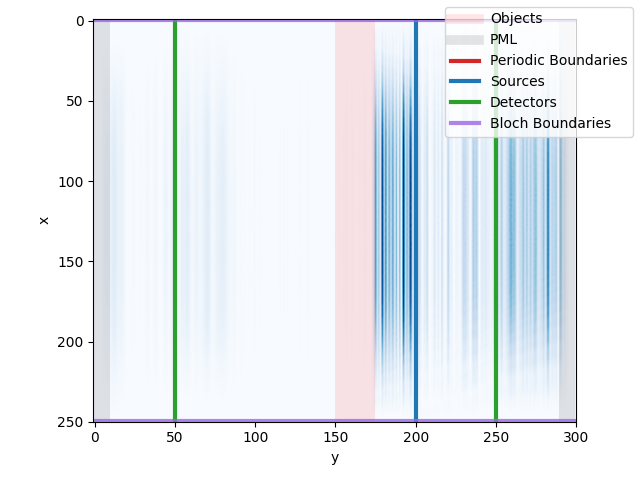 Objects
PML
Periodic Boundaries
Sources
Detectors
Bloch Boundaries
0
50
100
150
200
250
x
0
50
100
150
200
250
300
y